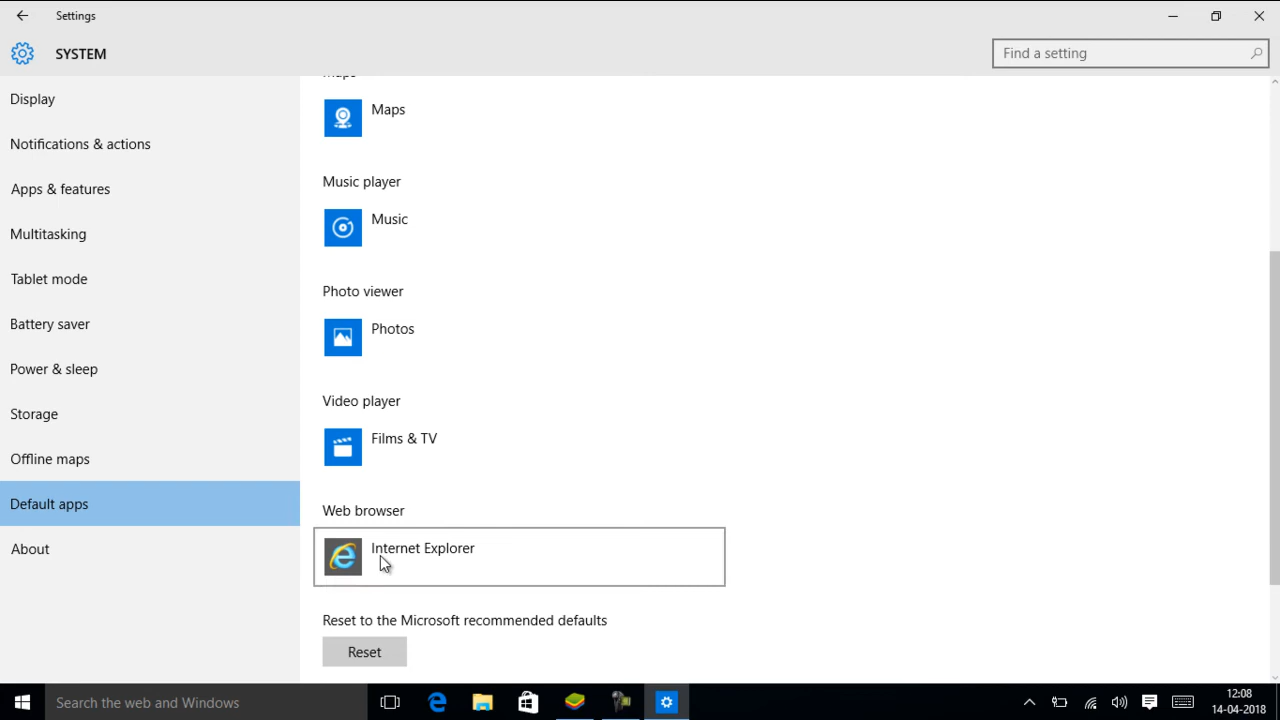 Settings
SYSTEM
Find a setting
Display
Notifications & actions
Apps & features
Multitasking
Tablet mode
Battery saver
Power & sleep
Storage
Offline maps
Default apps
About
Maps
Maps
Music player
Music
Photo viewer
Photos
Video player
Films & TV
Web browser
Internet Explorer
Reset to the Microsoft recommended defaults
Reset
Search the web and Windows
12:08
14-04-2018